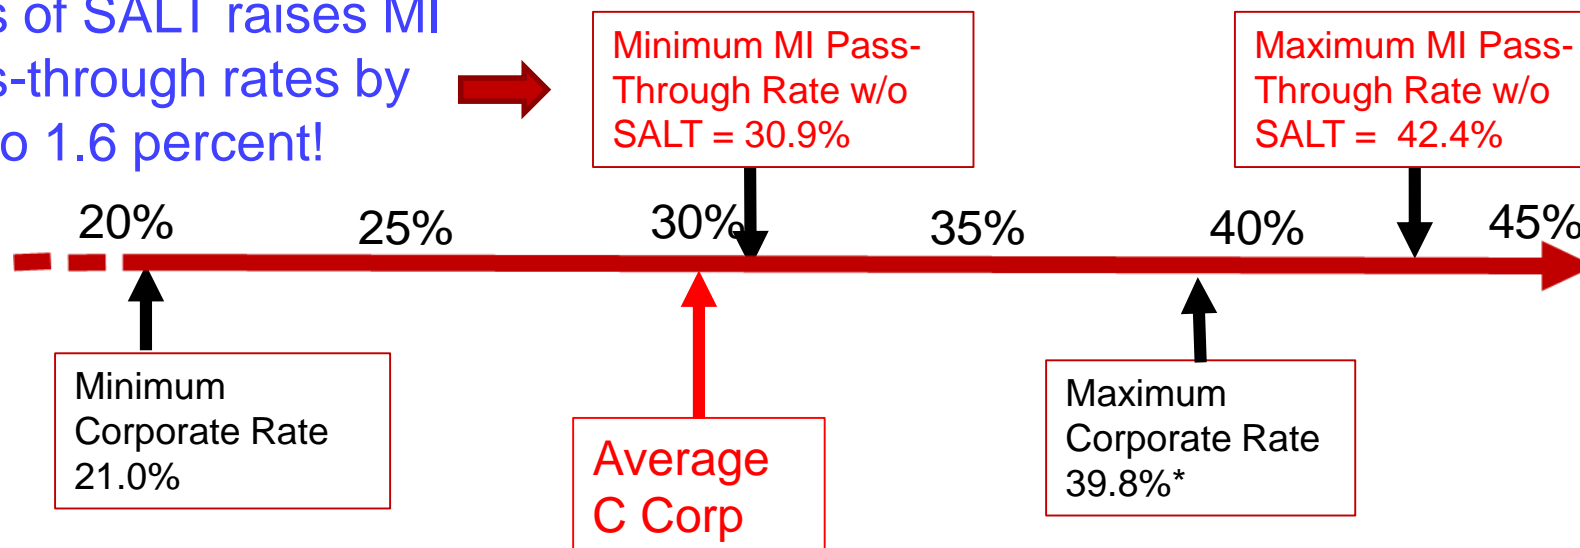 s of SALT raises MI
s-through rates by
o 1.6 percent!
Minimum MI Pass-
Through Rate w/o
SALT = 30.9%
Maximum MI Pass-
Through Rate w/o
SALT =  42.4%
20%
25%
30%
35%
40%
45%
Minimum
Corporate Rate
21.0%
Average
C Corp
Maximum
Corporate Rate
39.8%*